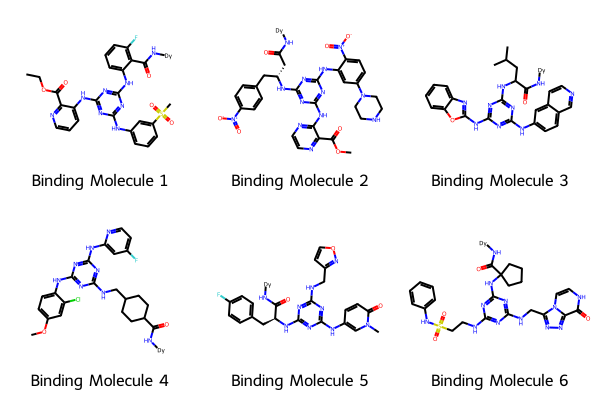 Binding Molecule 1
Binding Molecule 2
Binding Molecule 3
Binding Molecule 4
Binding Molecule 5
Binding Molecule 6